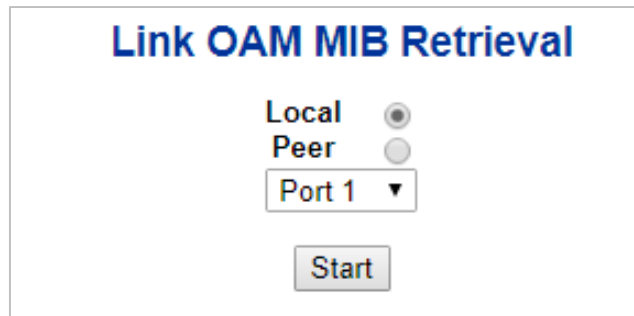 Link OAM MIB Retrieval
Local
Peer
Port 1
Start